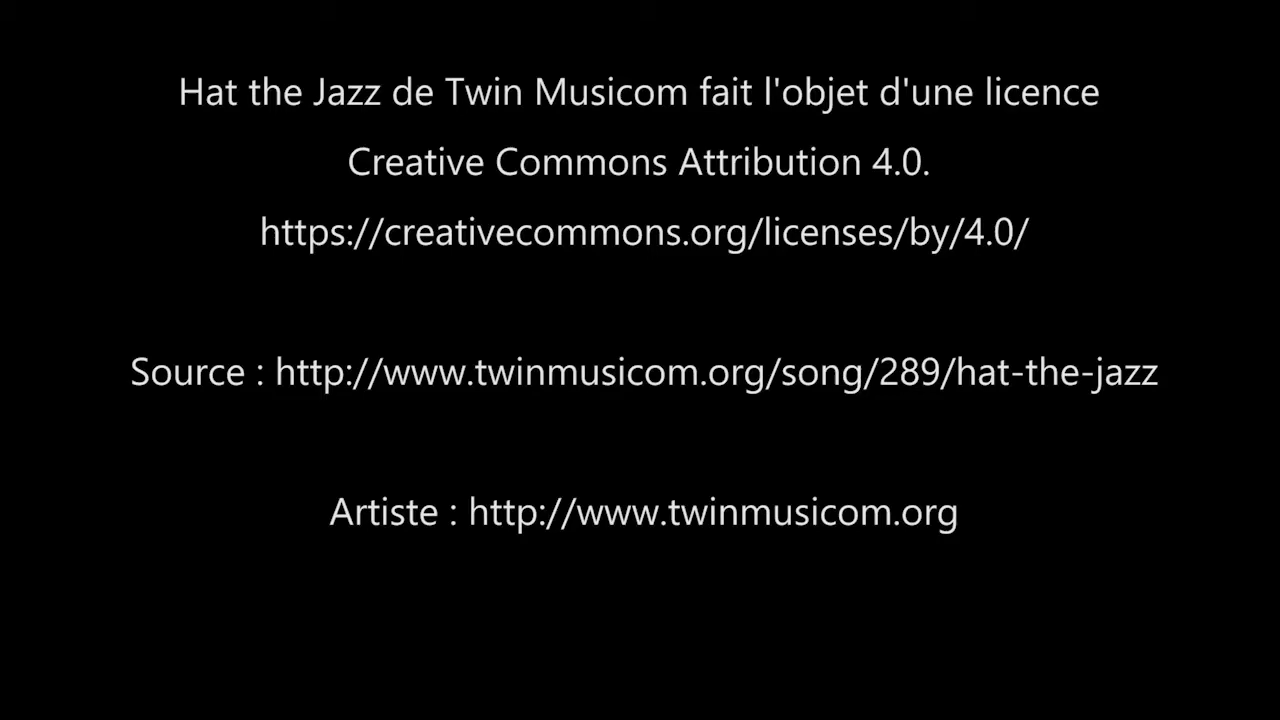 Hat the Jazz de Twin Musicom fait l'objet d'une licence
Creative Commons Attribution 4.0.
https://creativecommons.org/licenses/by/4.0/
Source : http://www.twinmusicom.org/song/289/hat-the-jazz
Artiste : http://www.twinmusicom.org